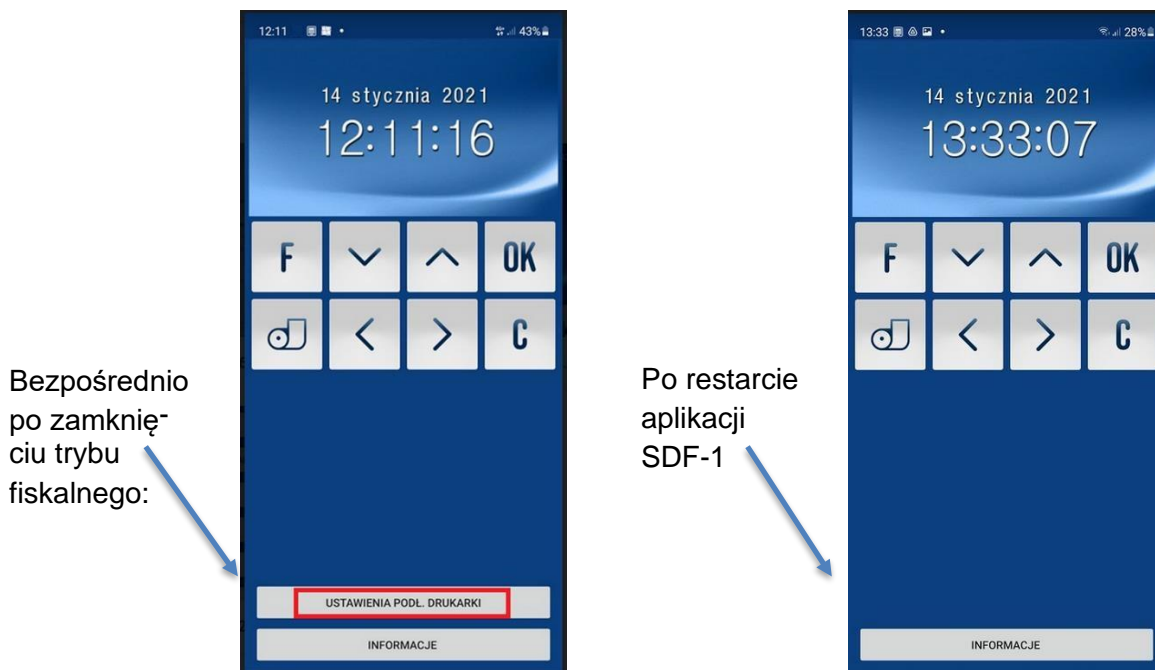 12:11 43%
14 stycznia 2021
12:11:16
F OK
C
Bezpośrednio
po zamknię-
ciu trybu
fiskalnego:
USTAWIENIA PODŁ. DRUKARKI
INFORMACJE
13:33 28%
14 stycznia 2021
13:33:07
F OK
C
Po restarcie
aplikacji
SDF-1
INFORMACJE